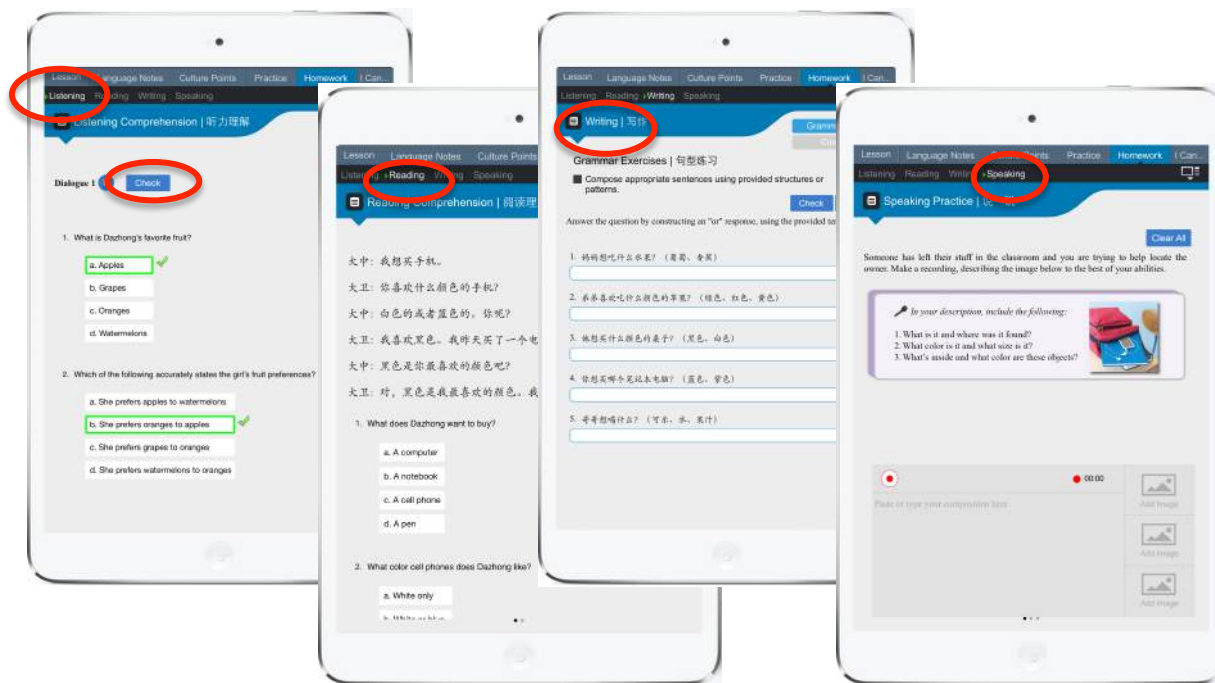 Lesson Language Notes Culture Points Practice Homework I Can...
Listening Reading Writing Speaking
Listening Comprehension | 听力理解
Dialogue 1
Check
1. What is Dazhong's favorite fruit?
a. Apples
b. Grapes
c. Oranges
d. Watermelons
2. Which of the following accurately states the girl's fruit preferences?
a. She prefers apples to watermelons
b. She prefers oranges to apples
c. She prefers grapes to oranges
d. She prefers watermelons to oranges
Lesson Language Notes Culture Points
Listening Reading Writing Speaking
Reading Comprehension | 阅读理
大中: 我想买手机。
大卫: 你喜欢什么颜色的手机?
大中: 白色的或者蓝色的。你呢?
大卫: 我喜欢黑色。我昨天买了一个电
大中: 黑色是你最喜欢的颜色吧?
大卫: 对, 黑色是我最喜欢的颜色。我
1. What does Dazhong want to buy?
a. A computer
b. A notebook
c. A cell phone
d. A pen
2. What color cell phones does Dazhong like?
a. White only
b. White or blue
Lesson Language Notes Culture Points Practice Homework I Can...
Listening Reading Writing Speaking
Writing | 写作
Gramm
Grammar Exercises | 句型练习
Compose appropriate sentences using provided structures or
patterns.
Check
Answer the question by constructing an "or" response, using the provided te
1. 妈妈想吃什么水果? (葡萄、香蕉)
2. 弟弟喜欢吃什么颜色的苹果? (绿色、红色、黄色)
3. 妹想买什么颜色的桌子? (黑色、白色)
4. 你想买哪个笔记本电脑? (蓝色、紫色)
5. 哥哥想喝什么? (可乐、水、果汁)
Lesson Language Notes Culture Points Practice Homework I Can...
Listening Reading Writing Speaking
Speaking Practice |
Clear All
Someone has left their stuff in the classroom and you are trying to help locate the
owner. Make a recording, describing the image below to the best of your abilities.
In your description, include the following:
1. What is it and where was it found?
2. What color is it and what size is it?
3. What's inside and what color are these objects?
00:00
Paste or type your composition here.
Add Image
Add Image
Add Image